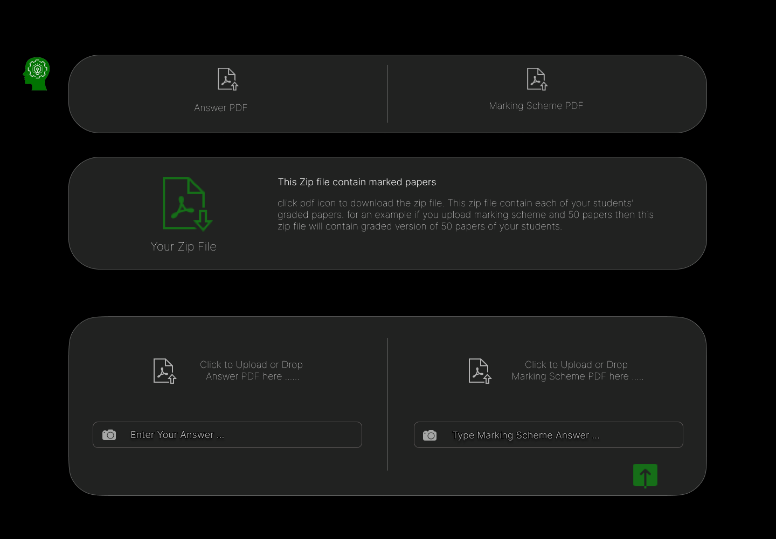 Answer PDF
Marking Scheme PDF
This Zip file contain marked papers
click pdf icon to download the zip file. This zip file contain each of your students'
graded papers. for an example if you upload marking scheme and 50 papers then this
zip file will contain graded version of 50 papers of your students.
Your Zip File
Click to Upload or Drop
Answer PDF here ......
Click to Upload or Drop
Marking Scheme PDF here ......
Enter Your Answer ...
Type Marking Scheme Answer ...